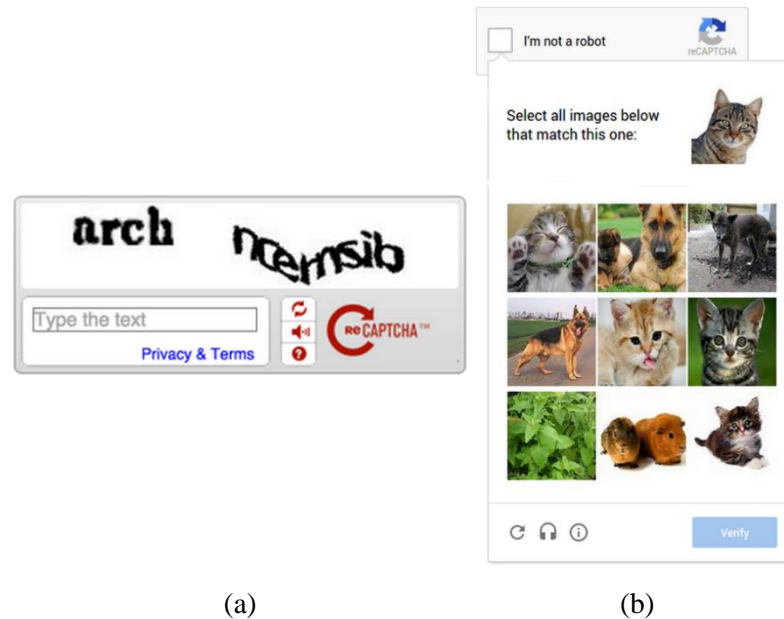 arch ncemsib
Type the text
Privacy & Terms
reCAPTCHA™
I'm not a robot
reCAPTCHA
Select all images below
that match this one:
Verify
(a)
(b)